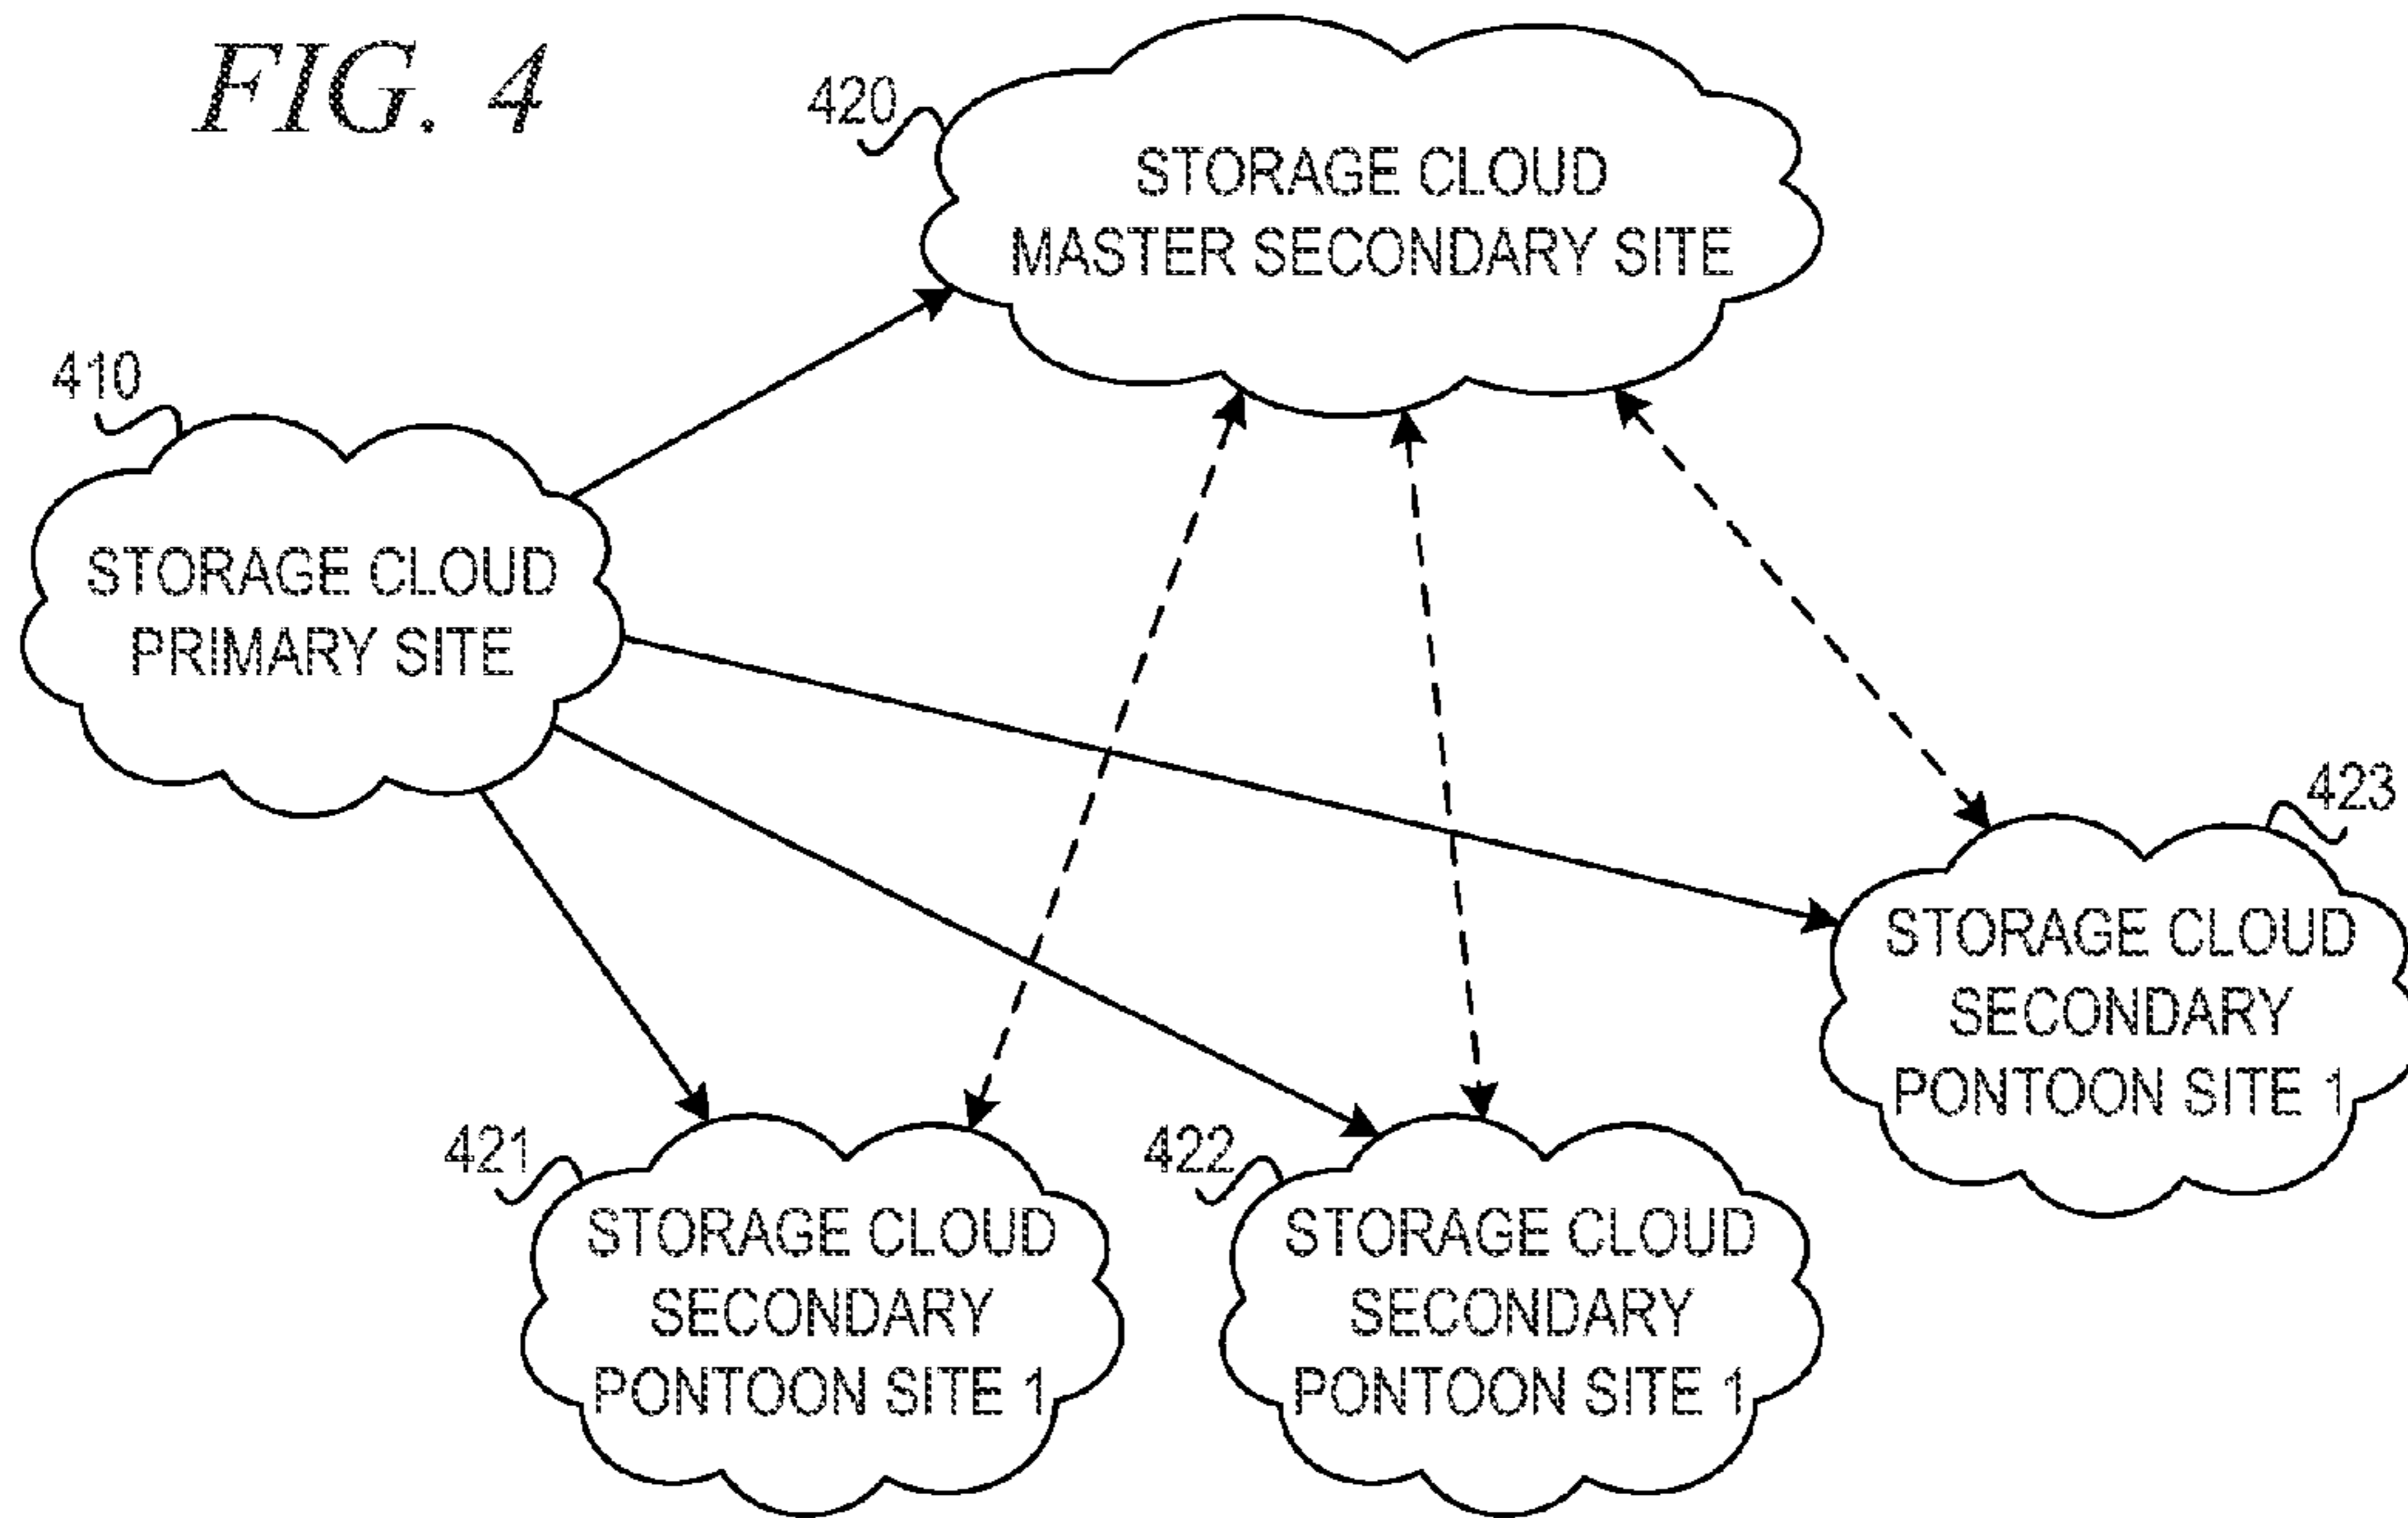 FIG. 4
420
STORAGE CLOUD
MASTER SECONDARY SITE
410
STORAGE CLOUD
PRIMARY SITE
423
STORAGE CLOUD
SECONDARY
PONTOON SITE 1
421
STORAGE CLOUD
SECONDARY
PONTOON SITE 1
422
STORAGE CLOUD
SECONDARY
PONTOON SITE 1